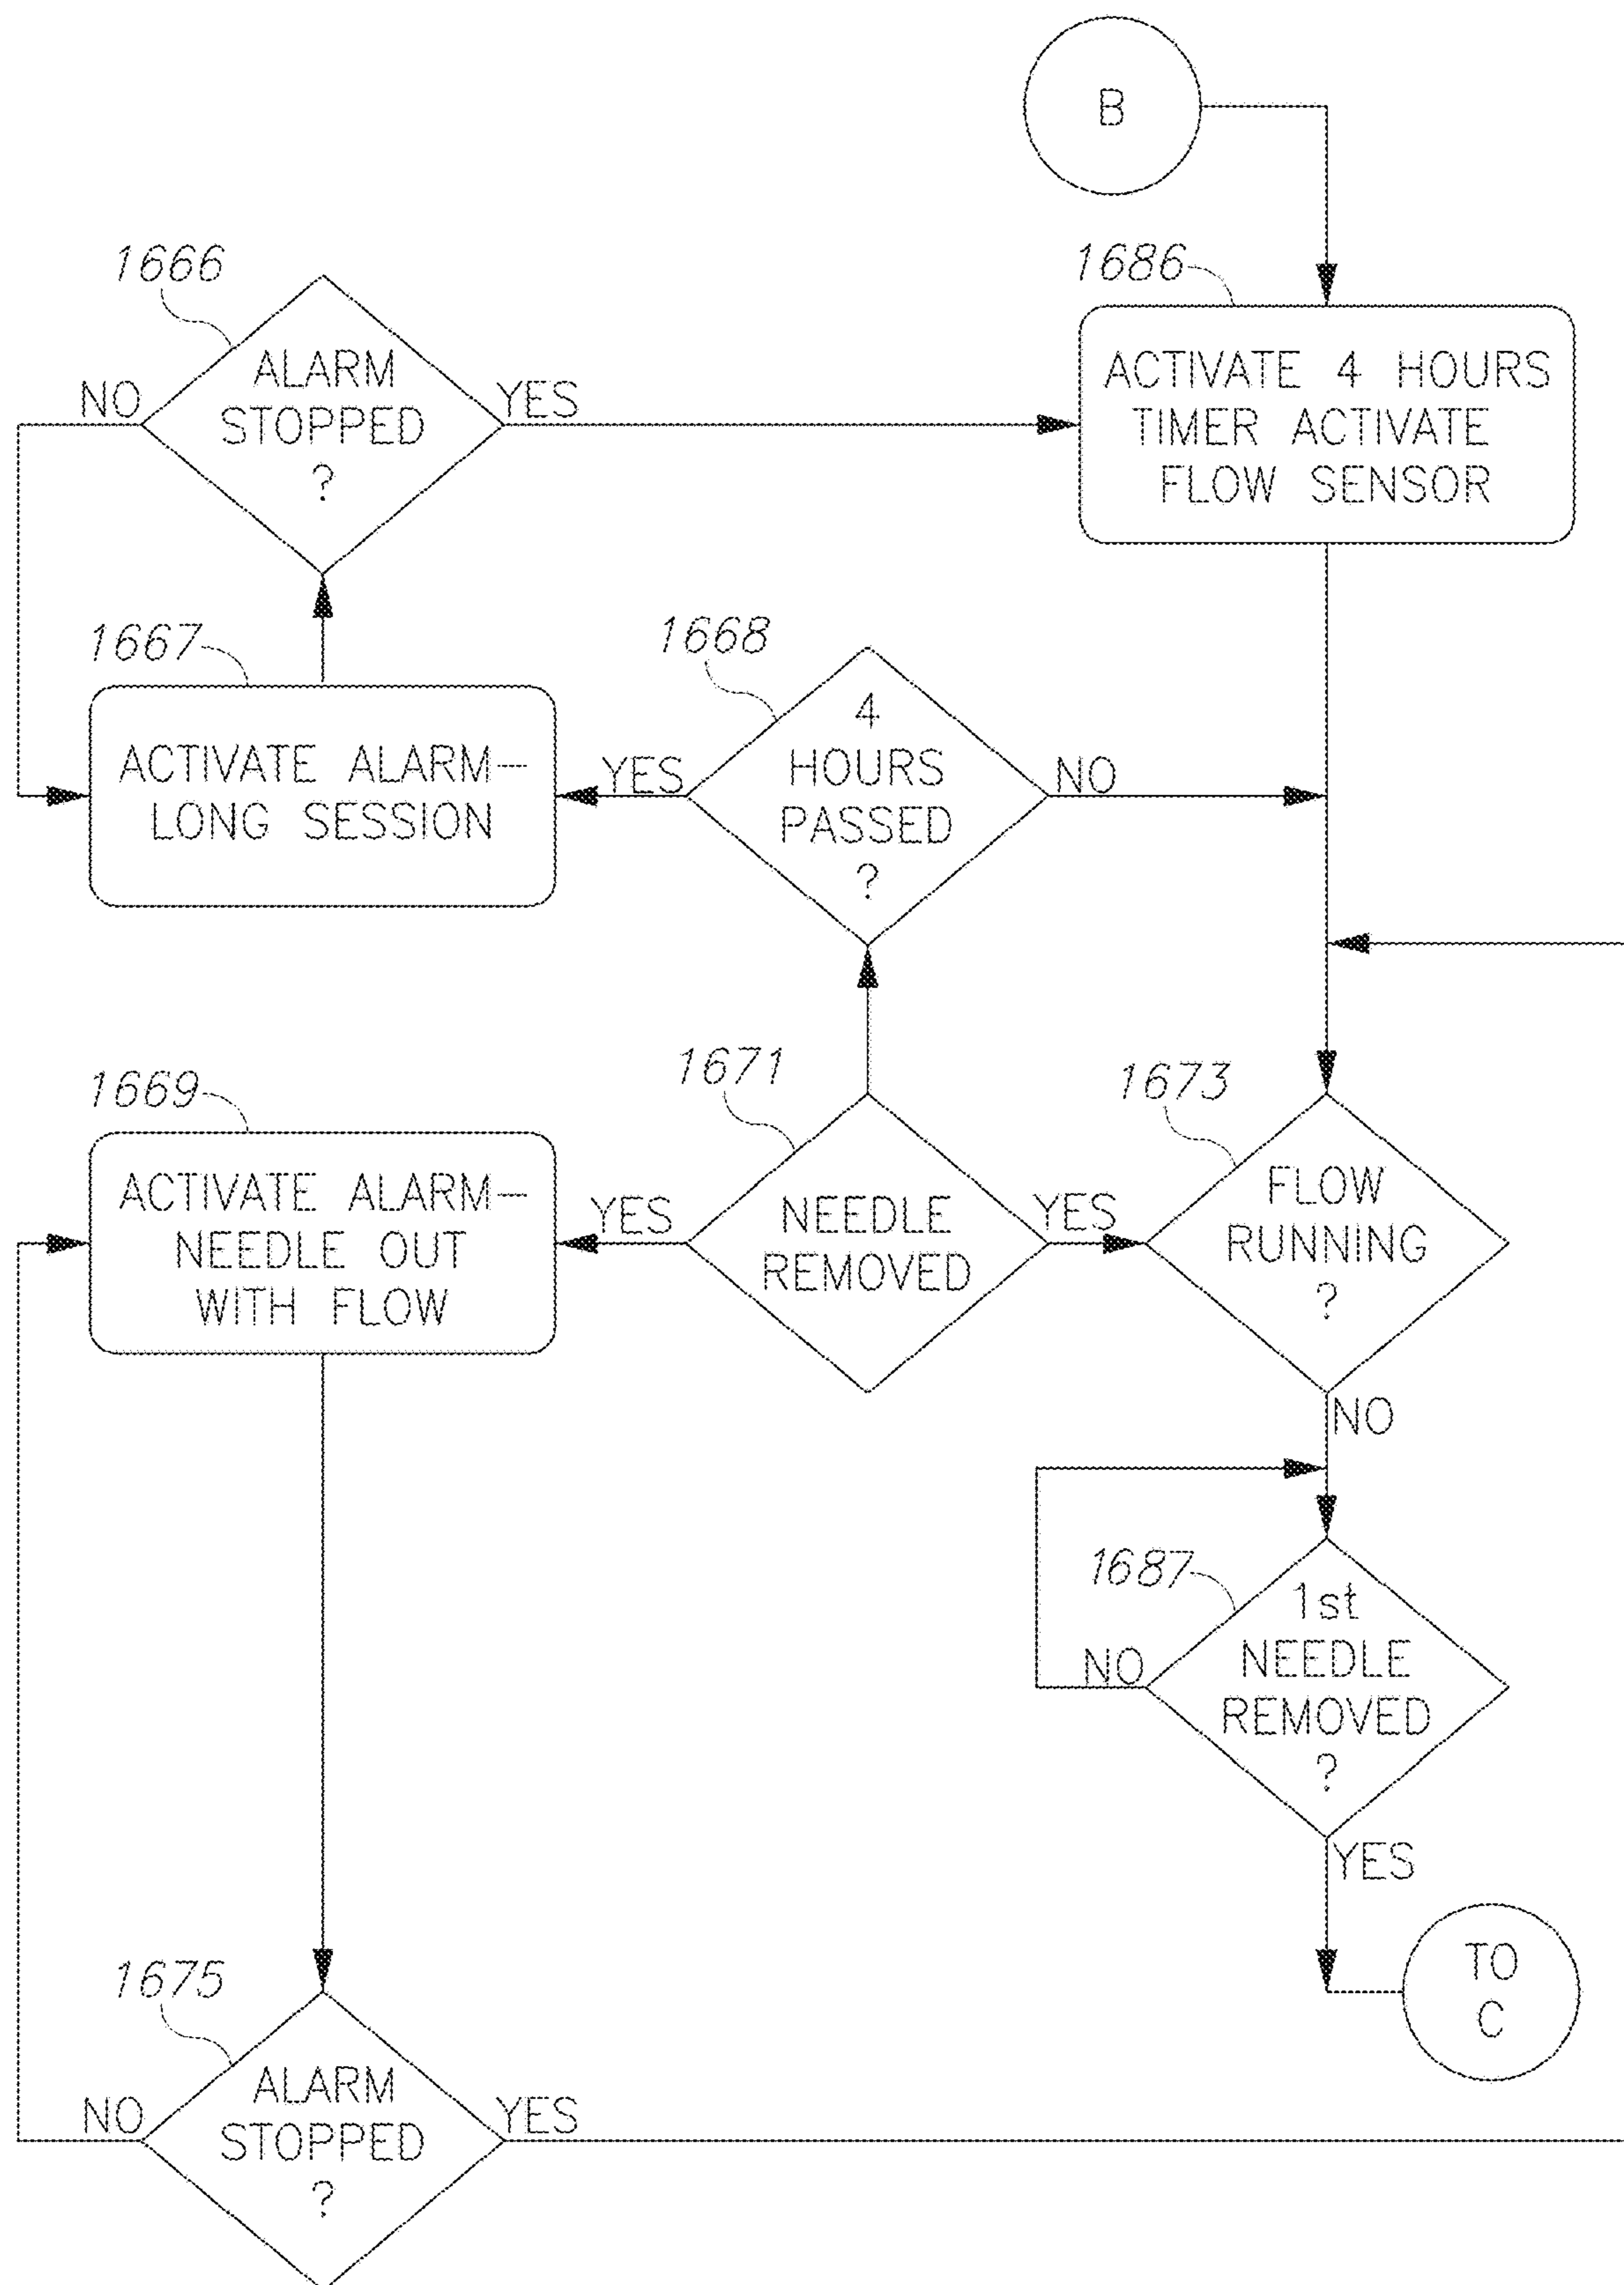 B
1666
ALARM
STOPPED
?
NO
YES
1686
ACTIVATE 4 HOURS
TIMER ACTIVATE
FLOW SENSOR
1667
ACTIVATE ALARM–
LONG SESSION
1668
4
HOURS
PASSED
?
YES
NO
1669
ACTIVATE ALARM–
NEEDLE OUT
WITH FLOW
1671
NEEDLE
REMOVED
YES
YES
1673
FLOW
RUNNING
?
NO
1687
1st
NEEDLE
REMOVED
?
NO
YES
TO
C
1675
ALARM
STOPPED
?
NO
YES